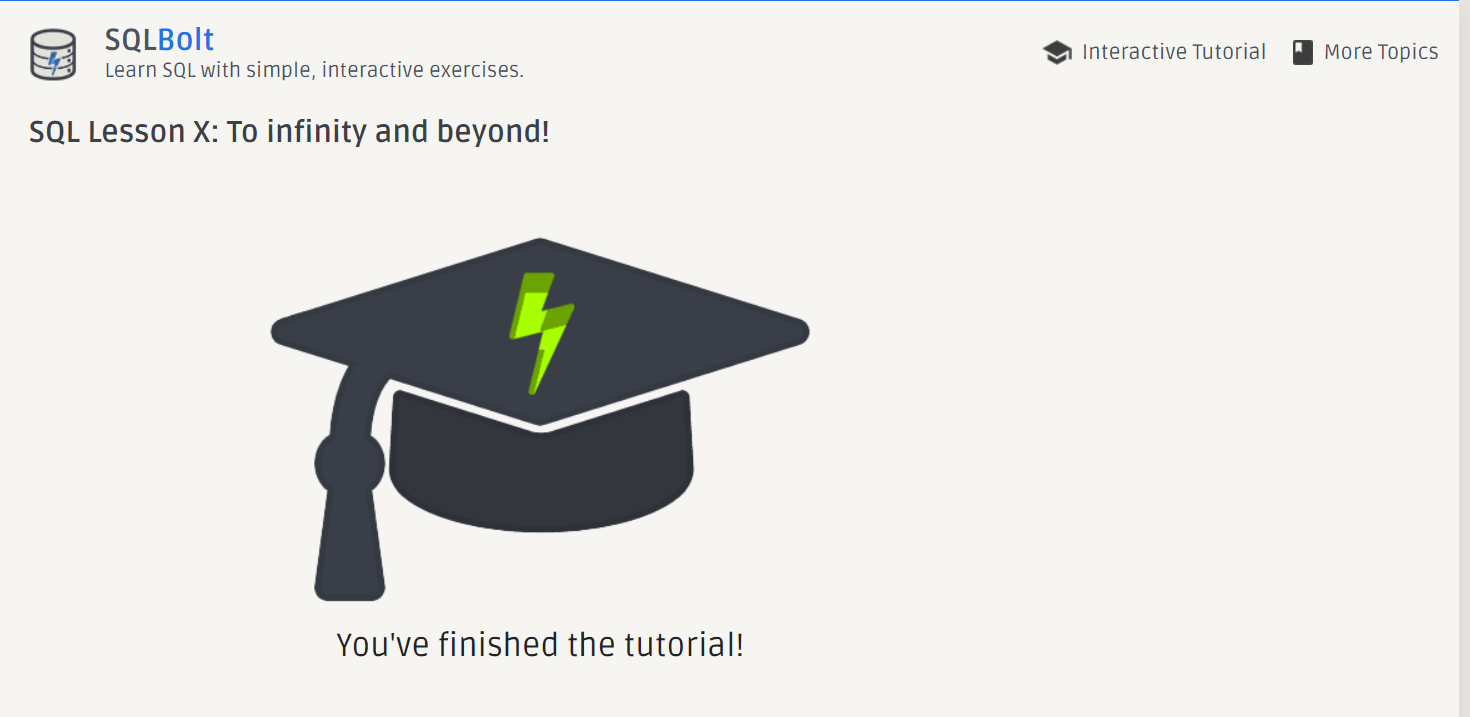 SQLBolt
Learn SQL with simple, interactive exercises.
Interactive Tutorial
More Topics
SQL Lesson X: To infinity and beyond!
You've finished the tutorial!